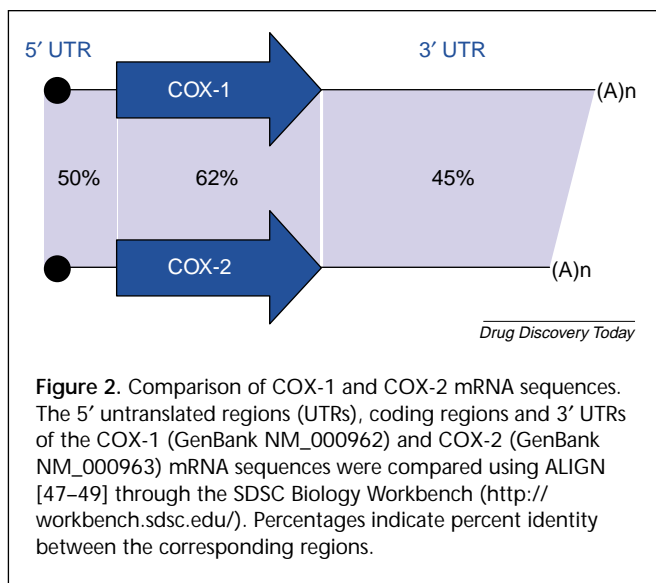 5′ UTR
3′ UTR
COX-1
(A)n
50%
62%
45%
COX-2
(A)n
Drug Discovery Today
Figure 2. Comparison of COX-1 and COX-2 mRNA sequences.
The 5′ untranslated regions (UTRs), coding regions and 3′ UTRs
of the COX-1 (GenBank NM_000962) and COX-2 (GenBank
NM_000963) mRNA sequences were compared using ALIGN
[47–49] through the SDSC Biology Workbench (http://
workbench.sdsc.edu/). Percentages indicate percent identity
between the corresponding regions.